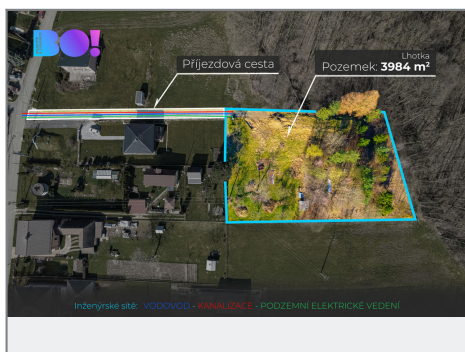 BO!
Příjezdová cesta
Lhotka
Pozemek: 3984 m²
Inženýrské sítě: VODOVOD - KANALIZACE - PODZEMNÍ ELEKTRICKÉ VEDENÍ